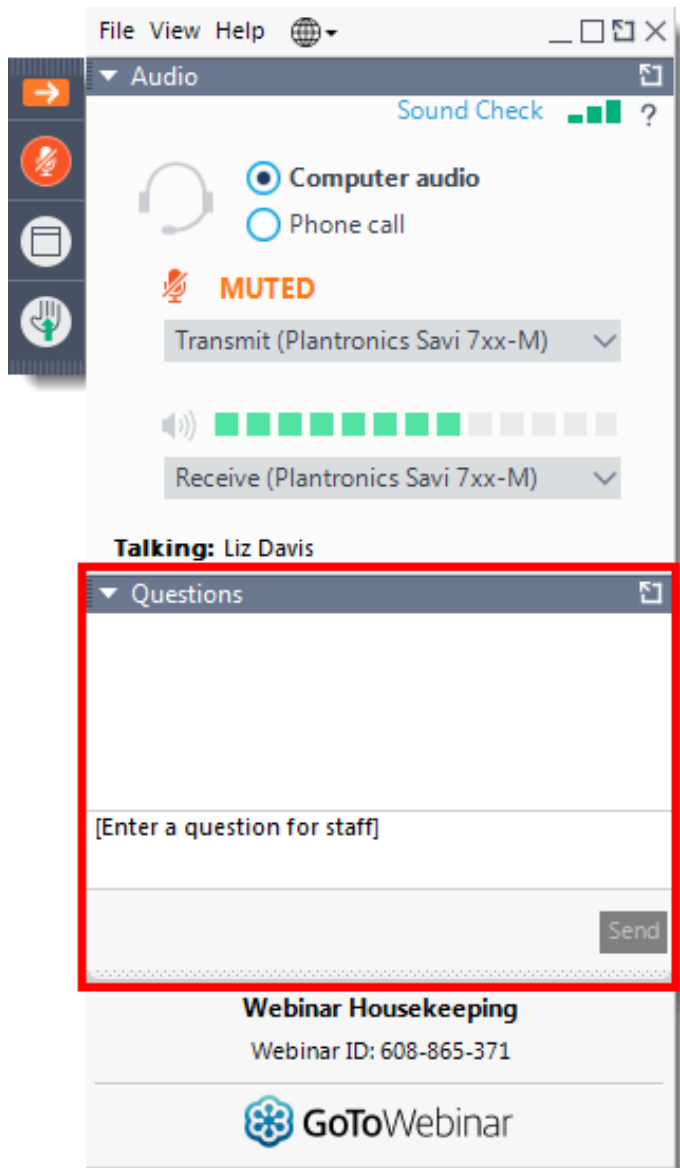 File View Help
Audio
Sound Check ?
Computer audio
Phone call
MUTED
Transmit (Plantronics Savi 7xx-M)
Receive (Plantronics Savi 7xx-M)
Talking: Liz Davis
Questions
[Enter a question for staff]
Send
Webinar Housekeeping
Webinar ID: 608-865-371
GoToWebinar